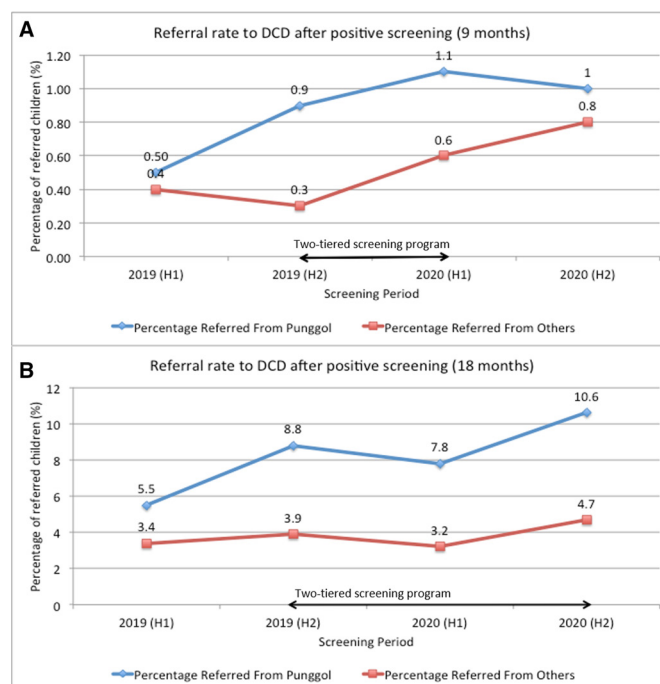 A
Referral rate to DCD after positive screening (9 months)
Percentage of referred children (%)
1.20
1.00
0.80
0.60
0.40
0.20
0.00
0.50
0.9
1.1
1
0.4
0.3
0.6
0.8
Two-tiered screening program
2019 (H1)
2019 (H2)
2020 (H1)
2020 (H2)
Screening Period
Percentage Referred From Punggol
Percentage Referred From Others
B
Referral rate to DCD after positive screening (18 months)
Percentage of referred children (%)
12
10
8
6
4
2
0
5.5
8.8
7.8
10.6
3.4
3.9
3.2
4.7
Two-tiered screening program
2019 (H1)
2019 (H2)
2020 (H1)
2020 (H2)
Screening Period
Percentage Referred From Punggol
Percentage Referred From Others